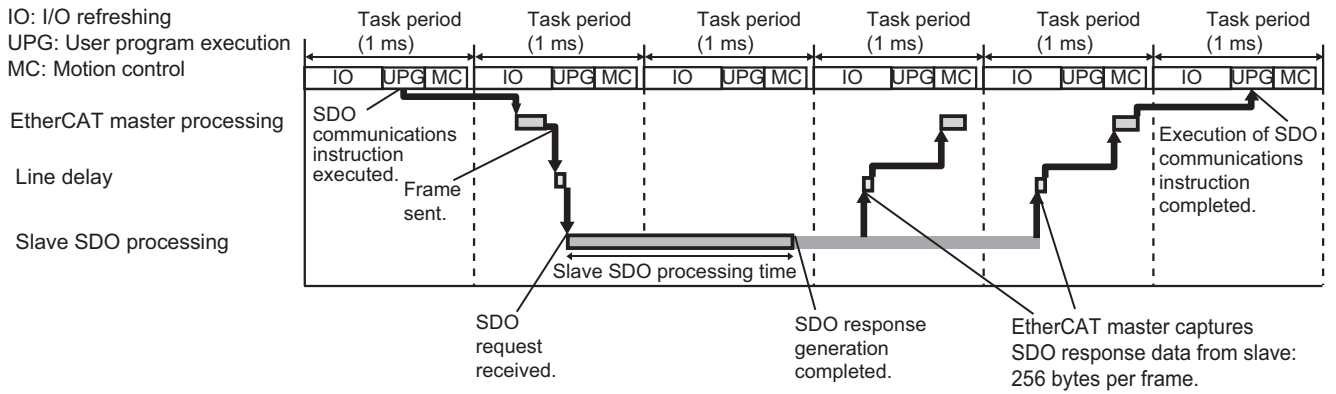 IO: I/O refreshing
UPG: User program execution
MC: Motion control
Task period
(1 ms)
Task period
(1 ms)
Task period
(1 ms)
Task period
(1 ms)
Task period
(1 ms)
Task period
(1 ms)
IO UPG MC IO UPG MC IO UPG MC IO UPG MC IO UPG MC IO UPG MC
EtherCAT master processing
Line delay
Slave SDO processing
SDO
communications
instruction
executed.
Frame
sent.
Execution of SDO
communications
instruction
completed.
Slave SDO processing time
SDO
request
received.
SDO response
generation
completed.
EtherCAT master captures
SDO response data from slave:
256 bytes per frame.